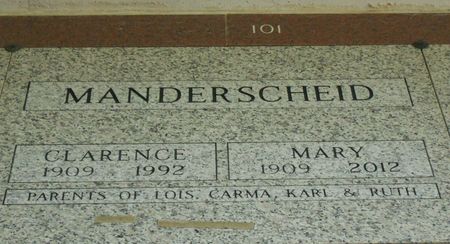 101
MANDERSCHEID
CLARENCE MARY
1909 1992 1909 2012
PARENTS OF LOIS, CARMA, KARL & RUTH